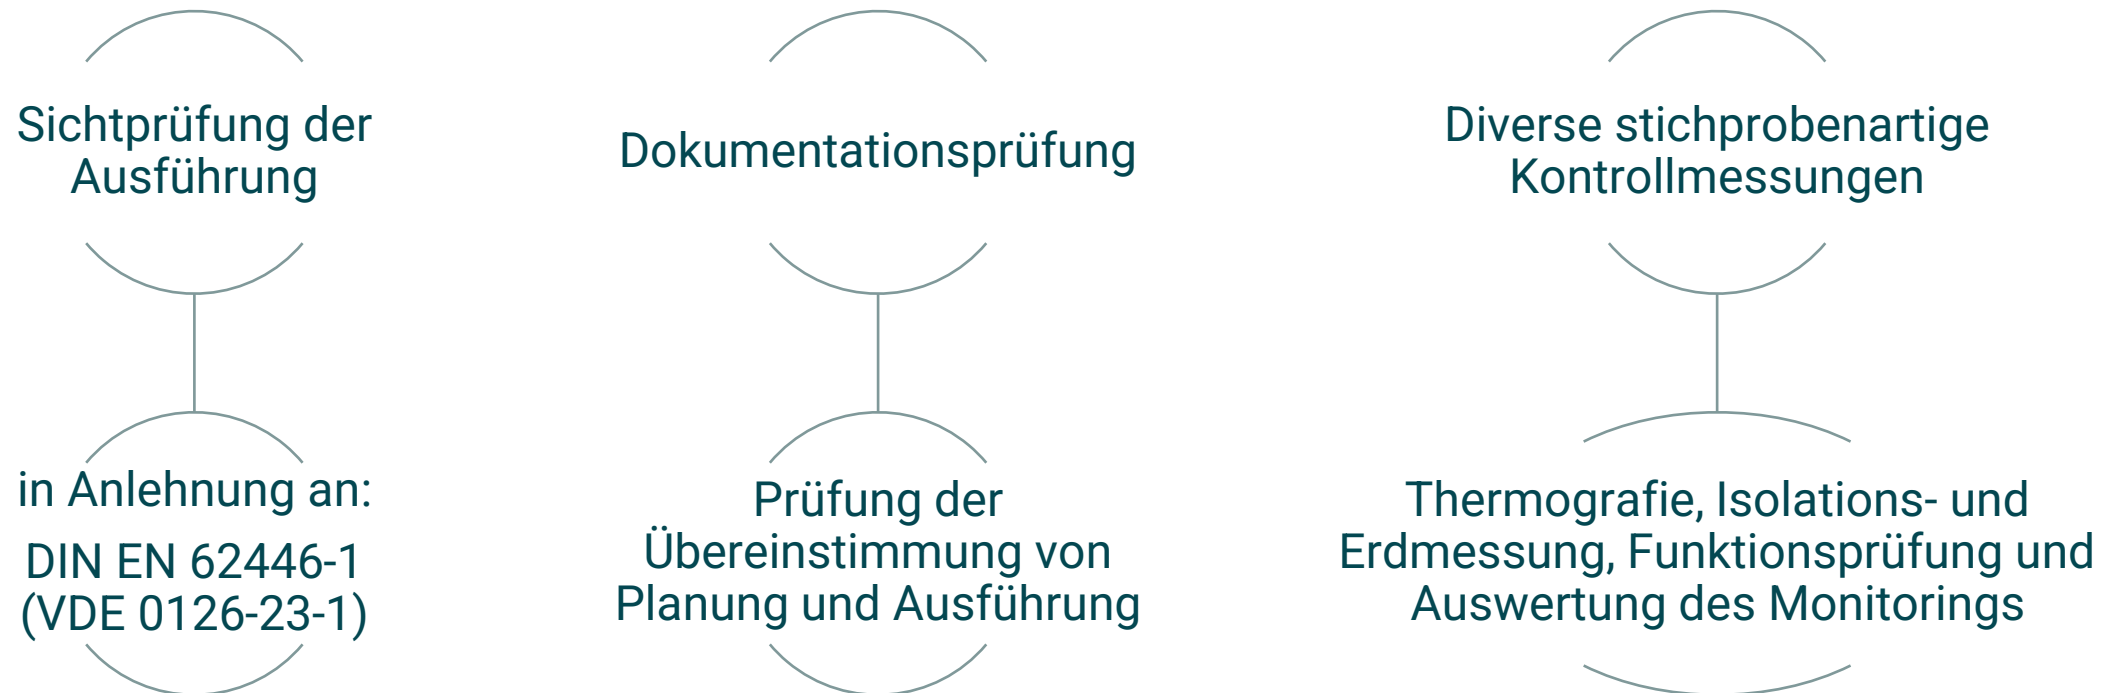 Sichtprüfung der
Ausführung
in Anlehnung an:
DIN EN 62446-1
(VDE 0126-23-1)
Dokumentationsprüfung
Prüfung der
Übereinstimmung von
Planung und Ausführung
Diverse stichprobenartige
Kontrollmessungen
Thermografie, Isolations- und
Erdmessung, Funktionsprüfung und
Auswertung des Monitorings